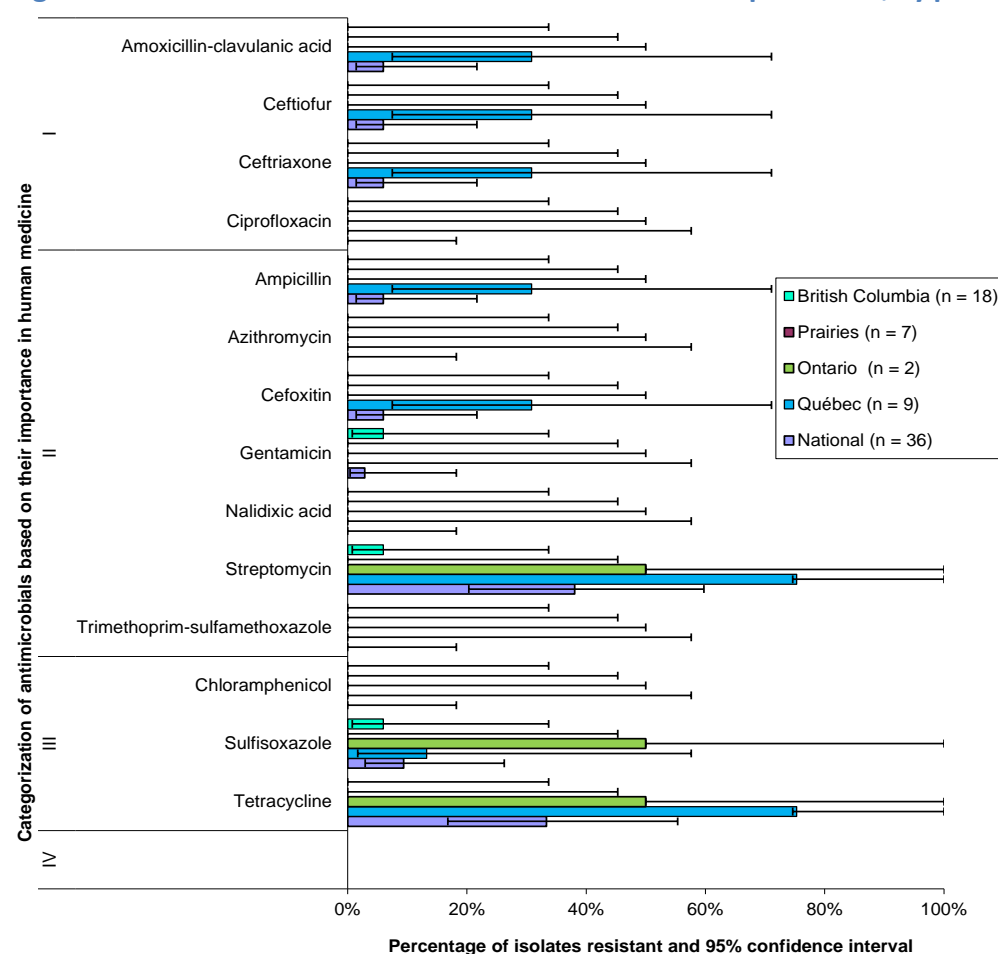 Categorization of antimicrobials based on their importance in human medicine
I
Amoxicillin-clavulanic acid
Ceftiofur
Ceftriaxone
Ciprofloxacin
II
Ampicillin
Azithromycin
Cefoxitin
Gentamicin
Nalidixic acid
Streptomycin
Trimethoprim-sulfamethoxazole
III
Chloramphenicol
Sulfisoxazole
Tetracycline
IV
British Columbia (n = 18)
Prairies (n = 7)
Ontario (n = 2)
Québec (n = 9)
National (n = 36)
0% 20% 40% 60% 80% 100%
Percentage of isolates resistant and 95% confidence interval